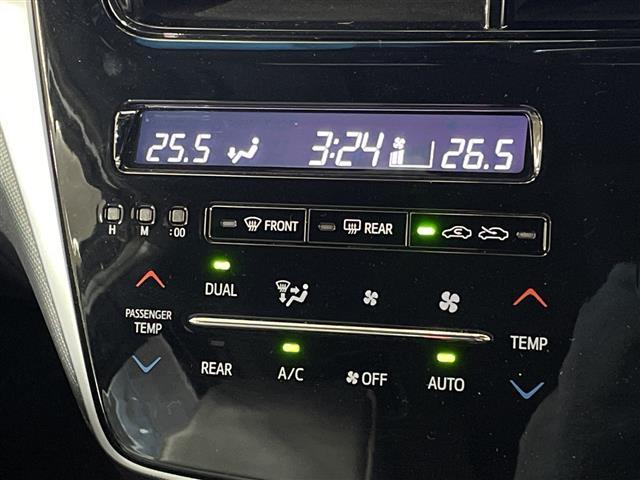 25.5 3:24 26.5
H M :00
FRONT REAR
DUAL
PASSENGER TEMP
TEMP
REAR A/C OFF AUTO